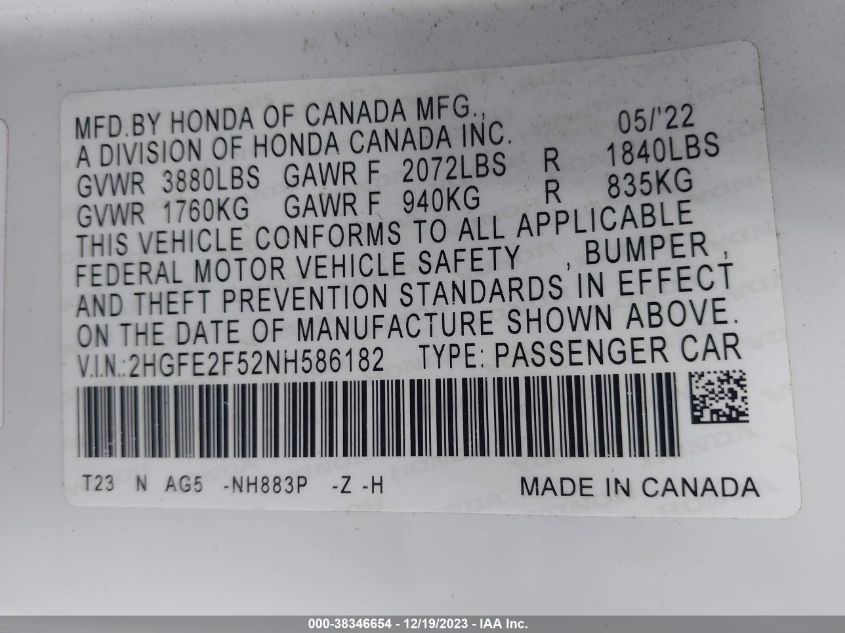 MFD.BY HONDA OF CANADA MFG.,
A DIVISION OF HONDA CANADA INC. 05/'22
GVWR 3880LBS GAWR F 2072LBS R 1840LBS
GVWR 1760KG GAWR F 940KG R 835KG
THIS VEHICLE CONFORMS TO ALL APPLICABLE
FEDERAL MOTOR VEHICLE SAFETY , BUMPER ,
AND THEFT PREVENTION STANDARDS IN EFFECT
ON THE DATE OF MANUFACTURE SHOWN ABOVE.
V.I.N.:2HGFE2F52NH586182 TYPE: PASSENGER CAR
T23 N AG5 -NH883P -Z -H MADE IN CANADA
000-38346654 - 12/19/2023 - IAA Inc.